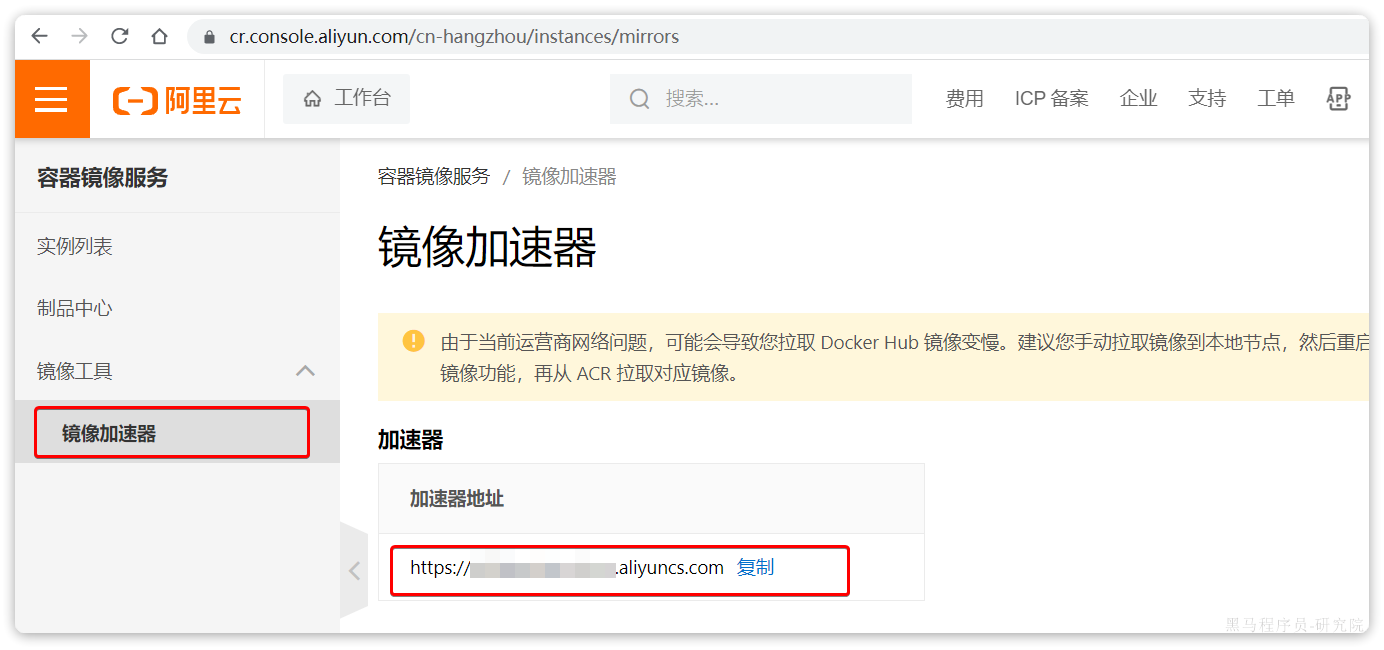 cr.console.aliyun.com/cn-hangzhou/instances/mirrors
阿里云 工作台 搜索... 费用 ICP 备案 企业 支持 工单 APP
容器镜像服务
实例列表
制品中心
镜像工具
镜像加速器
容器镜像服务 / 镜像加速器
镜像加速器
由于当前运营商网络问题，可能会导致您拉取 Docker Hub 镜像变慢。建议您手动拉取镜像到本地节点，然后重启
镜像功能，再从 ACR 拉取对应镜像。
加速器
加速器地址
https:// .aliyuncs.com 复制
黑马程序员-研究院